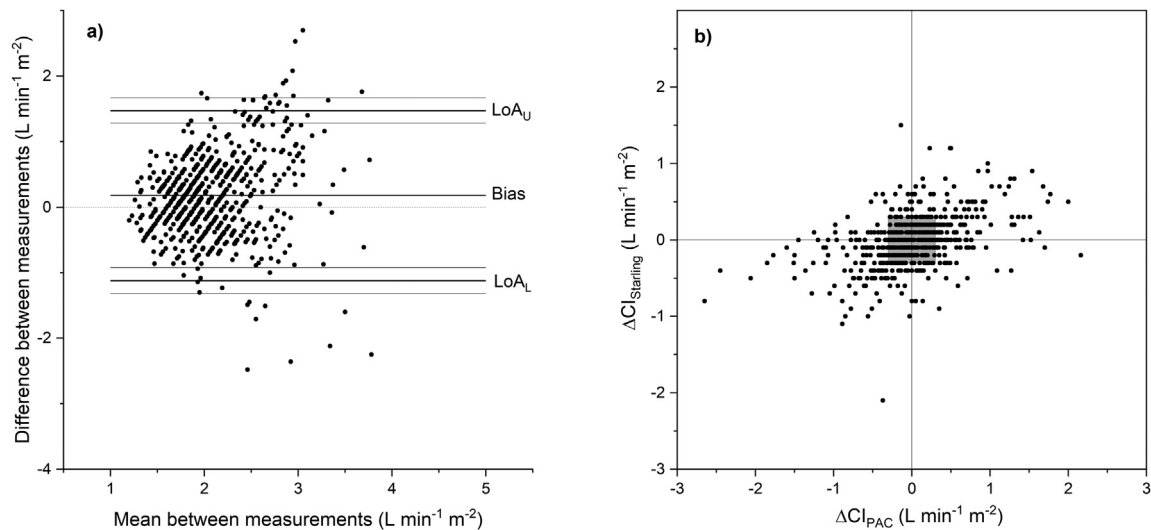 a)
Difference between measurements (L min⁻¹ m⁻²)
2
0
-2
-4
LoA_U
Bias
LoA_L
1 2 3 4 5
Mean between measurements (L min⁻¹ m⁻²)
b)
ΔCI_Starling (L min⁻¹ m⁻²)
2
1
0
-1
-2
-3
-3 -2 -1 0 1 2 3
ΔCI_PAC (L min⁻¹ m⁻²)